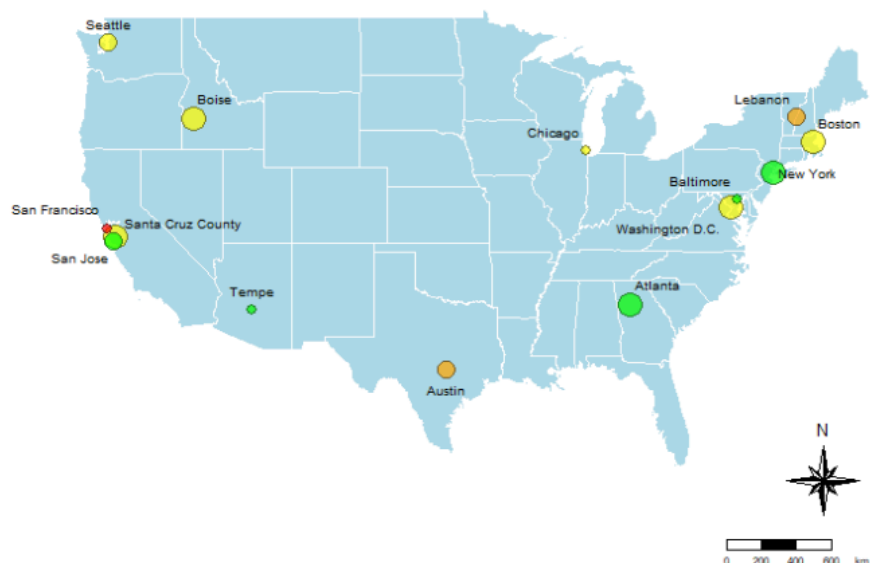 Seattle
Boise
Lebanon
Boston
Chicago
New York
Baltimore
San Francisco
Santa Cruz County
Washington D.C.
San Jose
Tempe
Atlanta
Austin
N
0 200 400 600 km